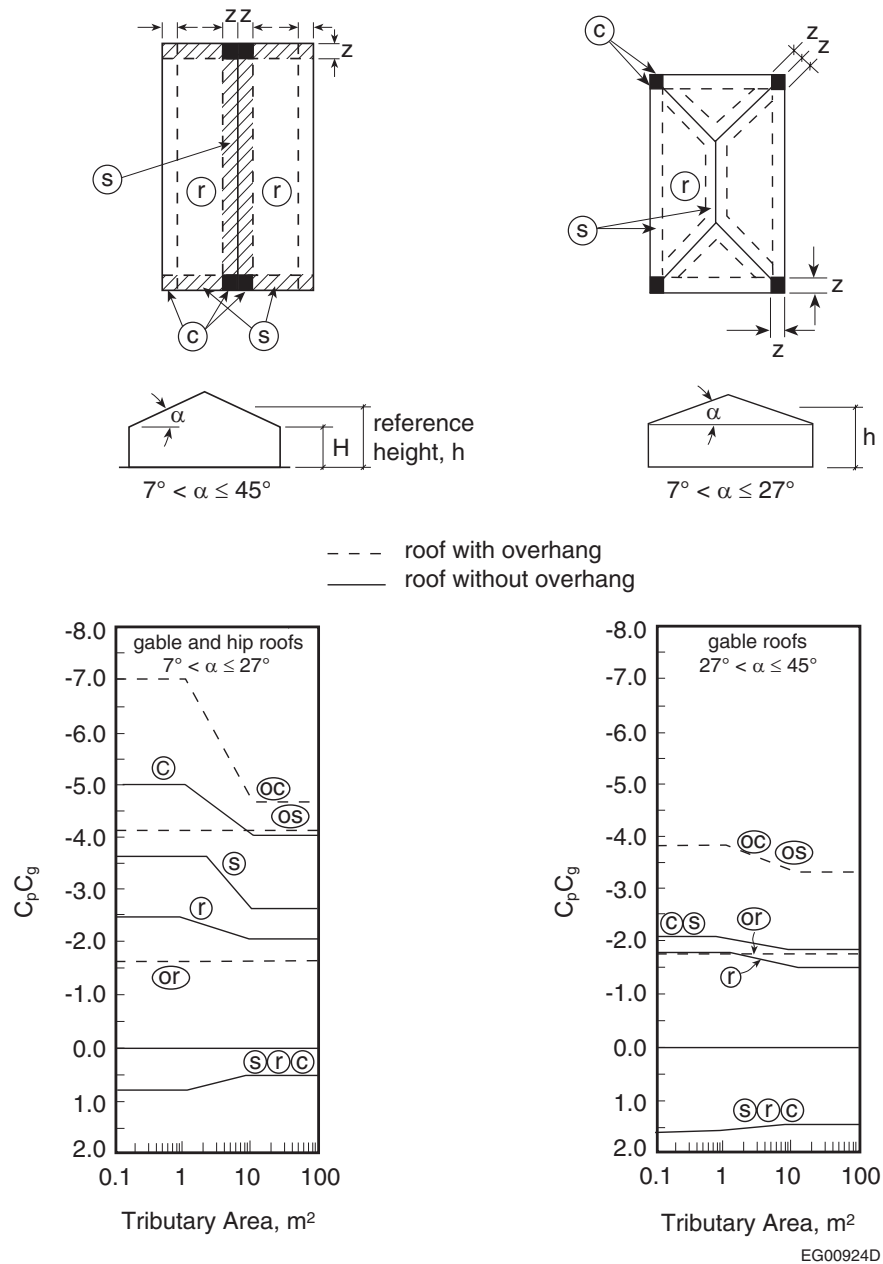 z z
z
s
r
r
c
s
c
z
z
r
s
z
z
α
H
reference
height, h
7° < α ≤ 45°
α
h
7° < α ≤ 27°
roof with overhang
roof without overhang
gable and hip roofs
7° < α ≤ 27°
-8.0
-7.0
-6.0
-5.0
-4.0
-3.0
-2.0
-1.0
0.0
1.0
2.0
CpCg
C
oc
os
s
r
or
s r c
0.1 1 10 100
Tributary Area, m²
gable roofs
27° < α ≤ 45°
-8.0
-7.0
-6.0
-5.0
-4.0
-3.0
-2.0
-1.0
0.0
1.0
2.0
CpCg
oc
os
c s
or
r
s r c
0.1 1 10 100
Tributary Area, m²
EG00924D